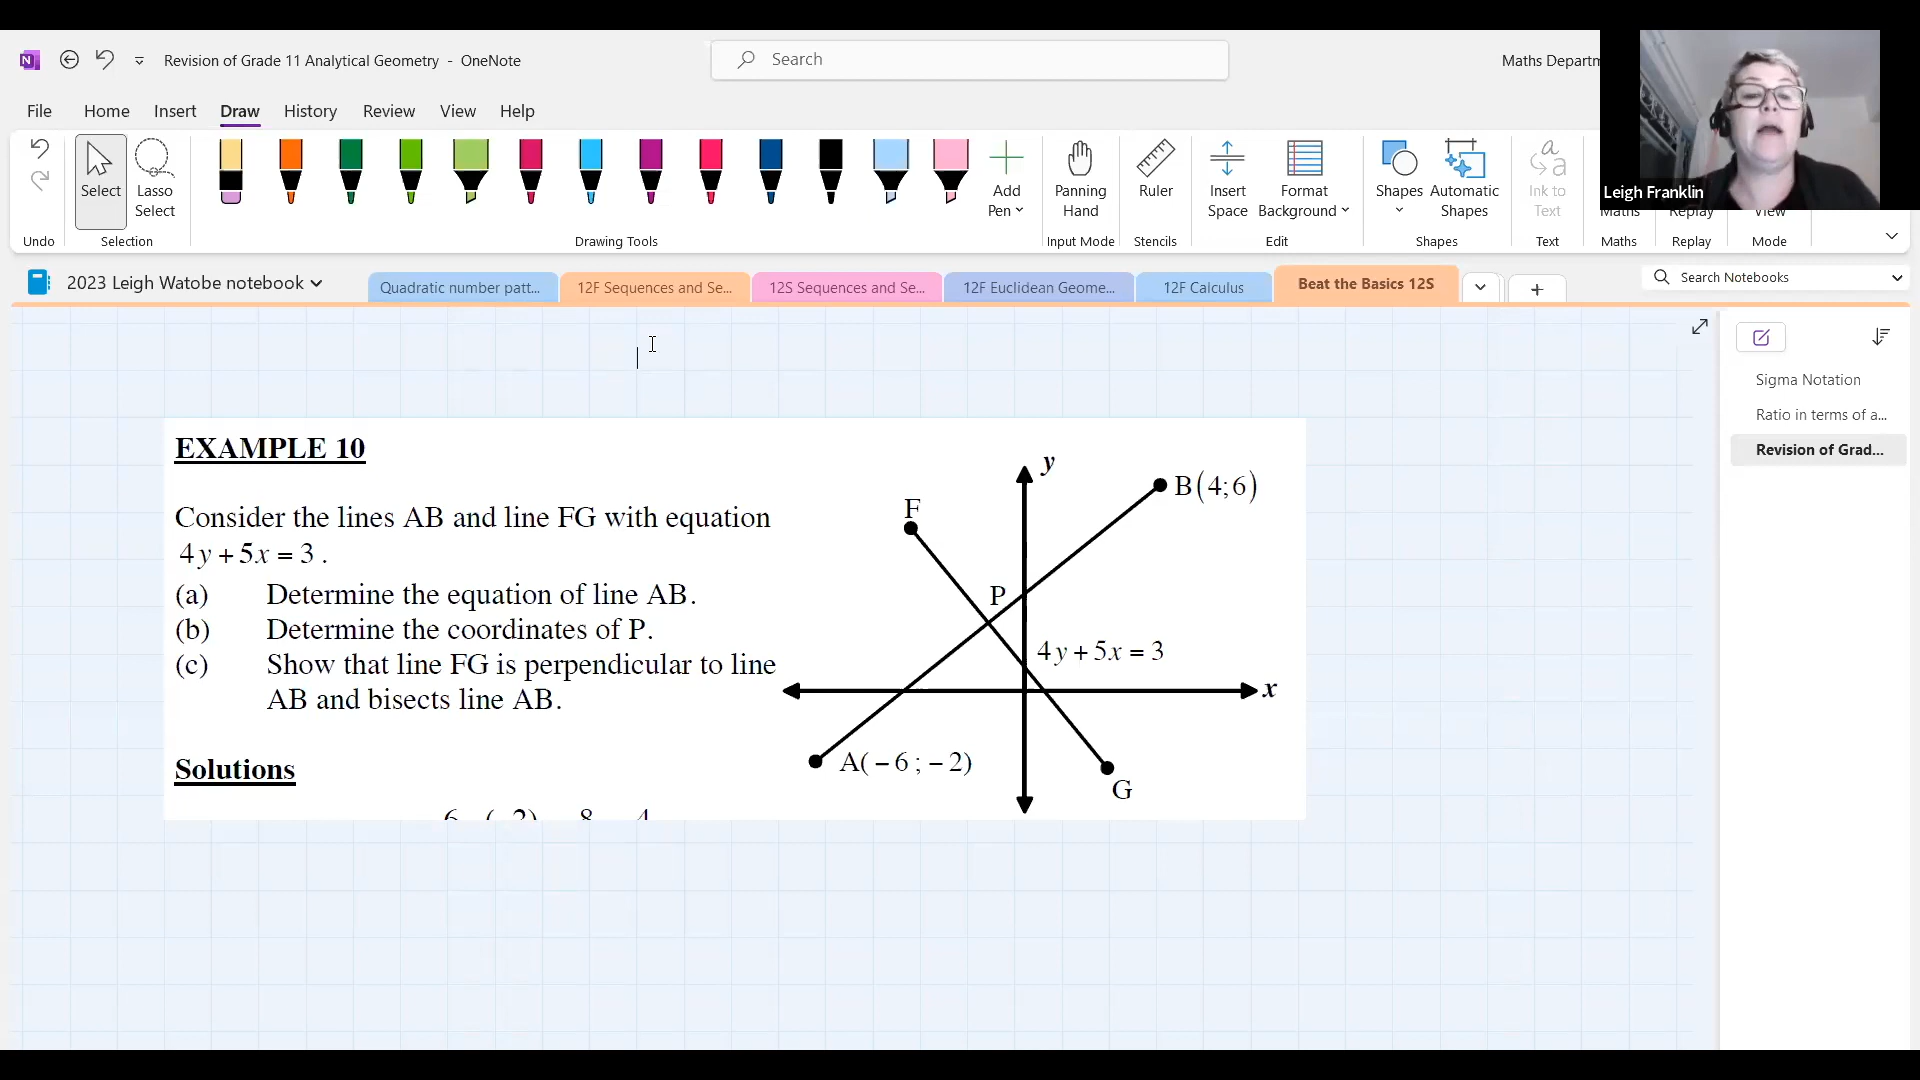 Revision of Grade 11 Analytical Geometry - OneNote
Search
Maths Departm
File Home Insert Draw History Review View Help
Select
Lasso Select
Add Pen
Panning Hand
Ruler
Insert Space
Format Background
Shapes
Automatic Shapes
Ink to Text
Maths
Replay
View
Leigh Franklin
Undo
Selection
Drawing Tools
Input Mode
Stencils
Edit
Shapes
Text
Maths
Replay
Mode
2023 Leigh Watobe notebook
Quadratic number patt...
12F Sequences and Se...
12S Sequences and Se...
12F Euclidean Geome...
12F Calculus
Beat the Basics 12S
Search Notebooks
Sigma Notation
Ratio in terms of a...
Revision of Grad...
EXAMPLE 10
Consider the lines AB and line FG with equation
4y + 5x = 3 .
(a) Determine the equation of line AB.
(b) Determine the coordinates of P.
(c) Show that line FG is perpendicular to line
AB and bisects line AB.
Solutions
y
B(4;6)
F
P
4y + 5x = 3
x
A(−6 ; −2)
G